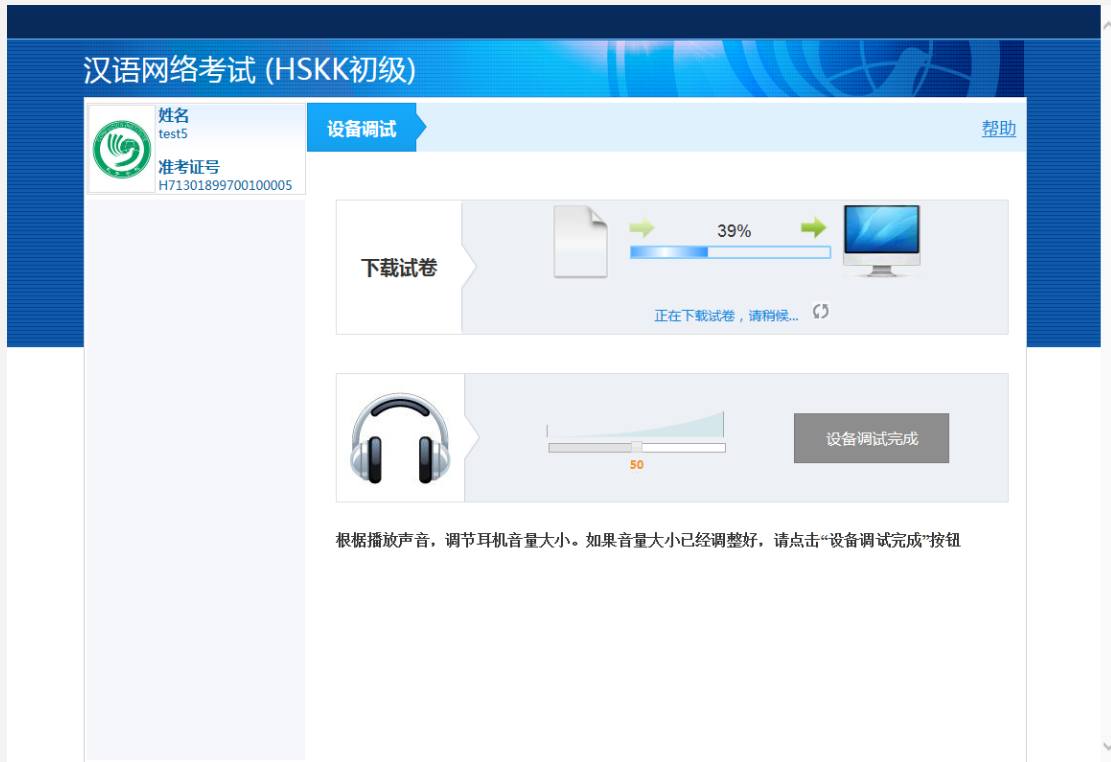 汉语网络考试 (HSKK初级)
姓名
test5
准考证号
H71301899700100005
设备调试
帮助
下载试卷
39%
正在下载试卷，请稍候...
50
设备调试完成
根据播放声音，调节耳机音量大小。如果音量大小已经调整好，请点击“设备调试完成”按钮